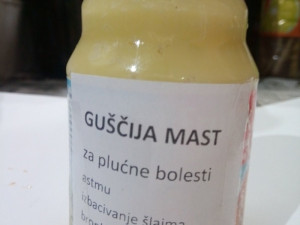 GUŠČIJA MAST
za plućne bolesti
astmu
izbacivanje šlajma